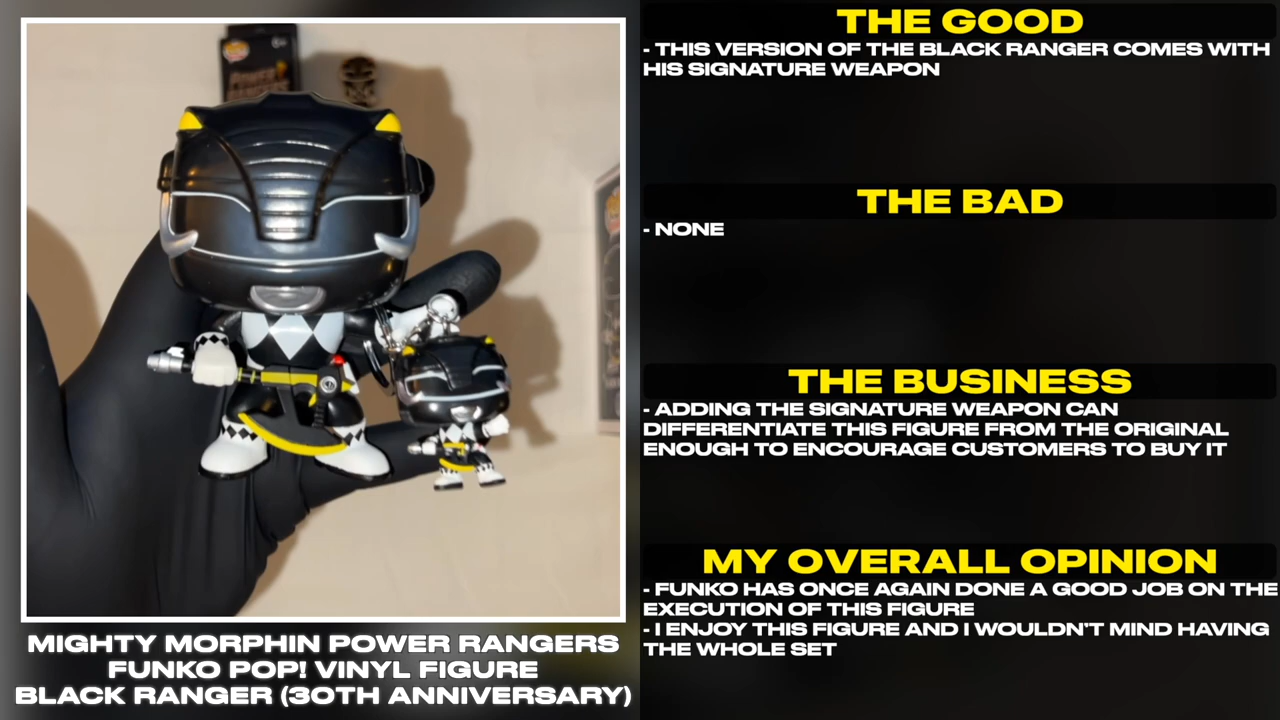 THE GOOD
- THIS VERSION OF THE BLACK RANGER COMES WITH
HIS SIGNATURE WEAPON
THE BAD
- NONE
THE BUSINESS
- ADDING THE SIGNATURE WEAPON CAN
DIFFERENTIATE THIS FIGURE FROM THE ORIGINAL
ENOUGH TO ENCOURAGE CUSTOMERS TO BUY IT
MY OVERALL OPINION
- FUNKO HAS ONCE AGAIN DONE A GOOD JOB ON THE
EXECUTION OF THIS FIGURE
- I ENJOY THIS FIGURE AND I WOULDN'T MIND HAVING
THE WHOLE SET
MIGHTY MORPHIN POWER RANGERS
FUNKO POP! VINYL FIGURE
BLACK RANGER (30TH ANNIVERSARY)